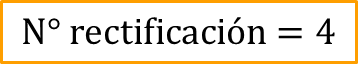 N° rectificación = 4